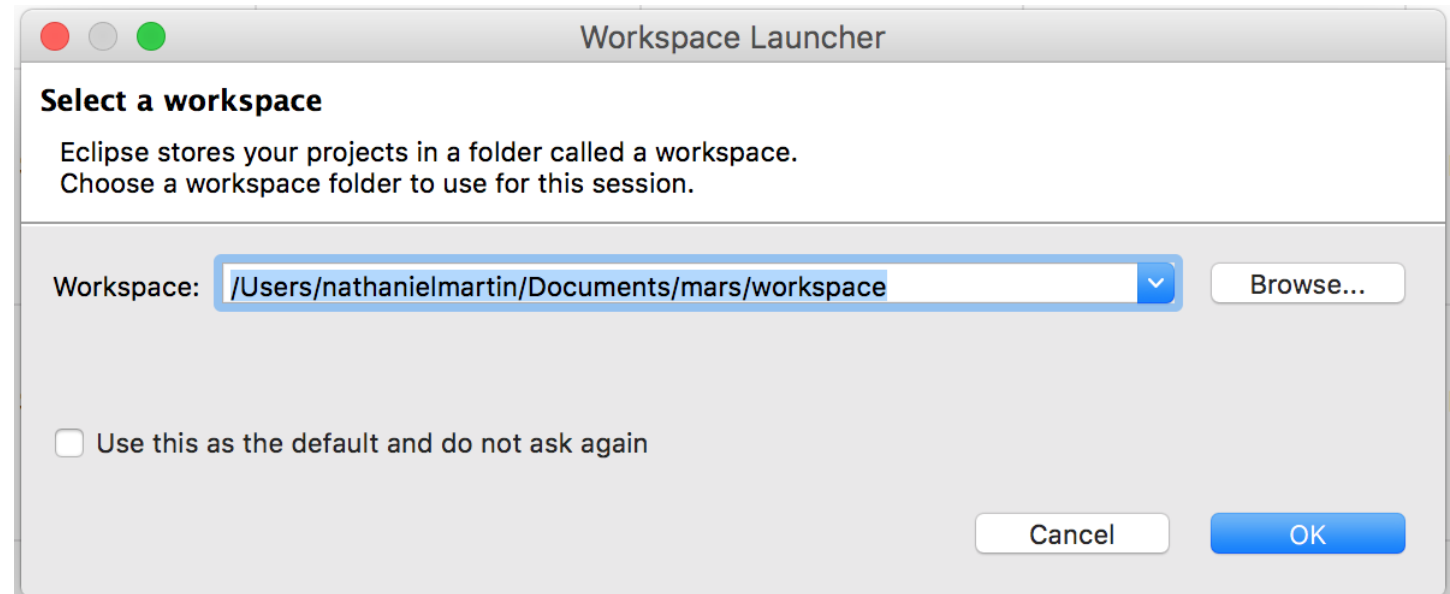 Workspace Launcher
Select a workspace
Eclipse stores your projects in a folder called a workspace.
Choose a workspace folder to use for this session.
Workspace: /Users/nathanielmartin/Documents/mars/workspace Browse...
Use this as the default and do not ask again
Cancel OK